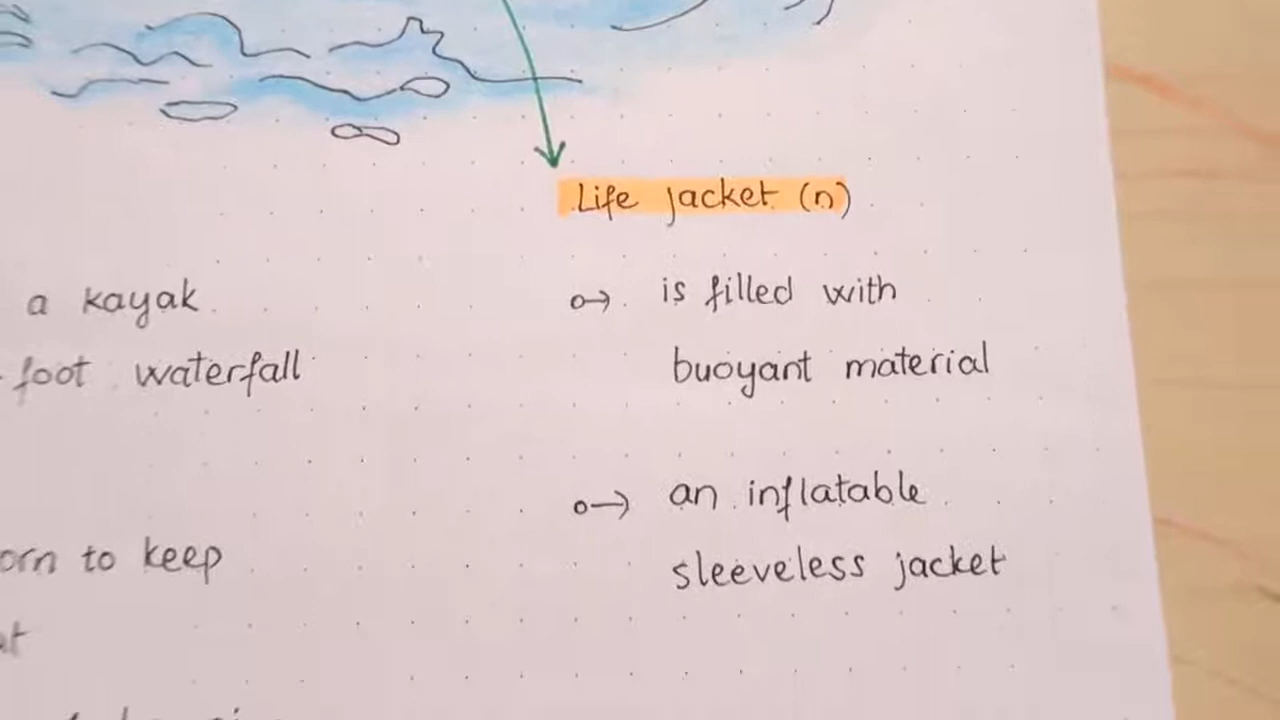 Life jacket (n)
is filled with
buoyant material
an inflatable
sleeveless jacket
a kayak
foot waterfall
orn to keep